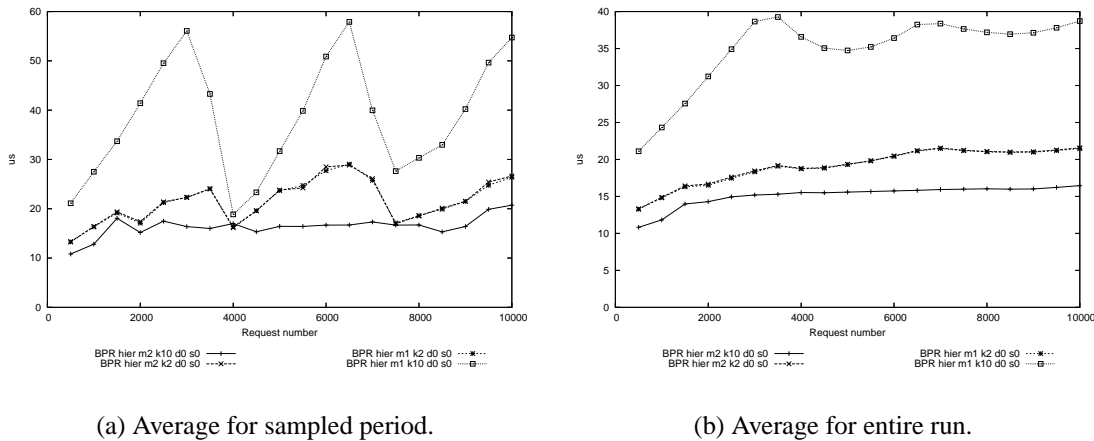 60
50
40
30
20
10
0
us
0 2000 4000 6000 8000 10000
Request number
BPR hier m2 k10 d0 s0
BPR hier m2 k2 d0 s0
BPR hier m1 k2 d0 s0
BPR hier m1 k10 d0 s0
(a) Average for sampled period.
40
35
30
25
20
15
10
5
0
us
0 2000 4000 6000 8000 10000
Request number
BPR hier m2 k10 d0 s0
BPR hier m2 k2 d0 s0
BPR hier m1 k2 d0 s0
BPR hier m1 k10 d0 s0
(b) Average for entire run.